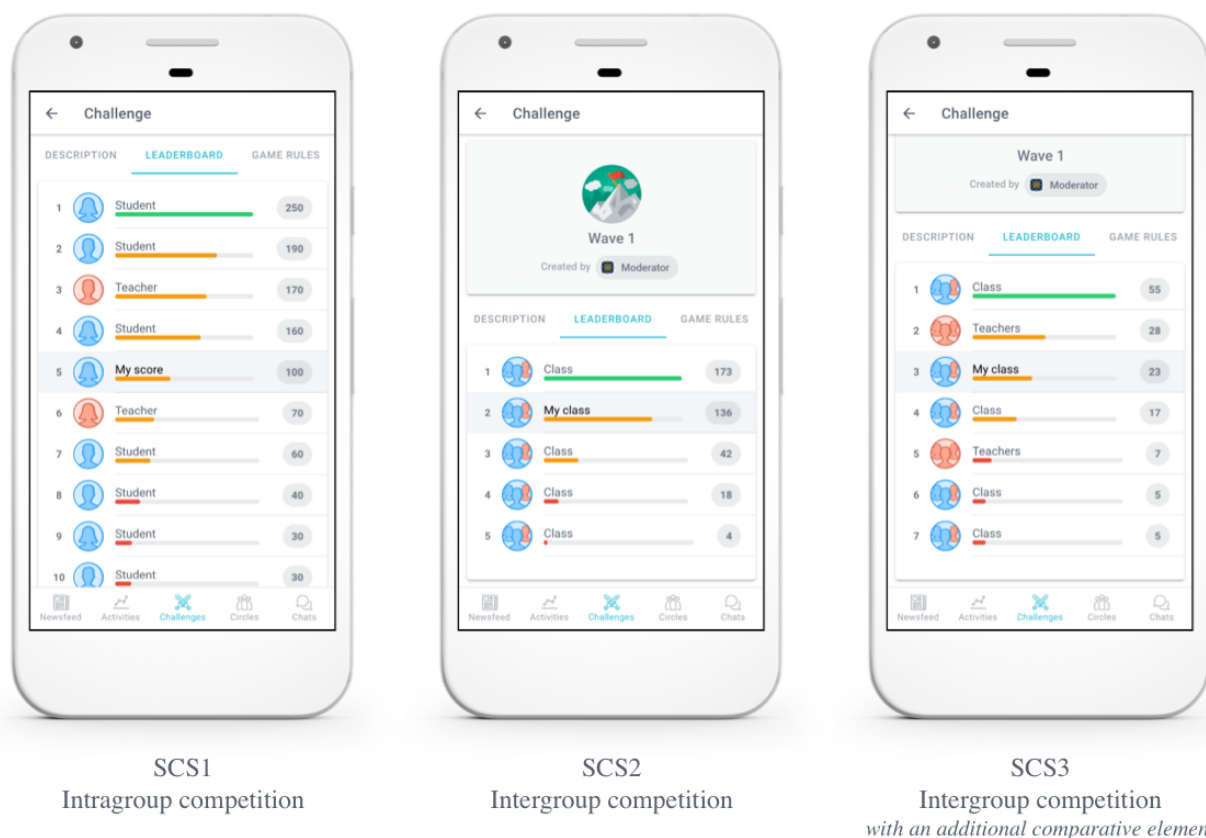 Challenge
DESCRIPTION LEADERBOARD GAME RULES
1 Student 250
2 Student 190
3 Teacher 170
4 Student 160
5 My score 100
6 Teacher 70
7 Student 60
8 Student 40
9 Student 30
10 Student 30
Newsfeed Activities Challenges Circles Chats
SCS1
Intragroup competition
Challenge
Wave 1
Created by Moderator
DESCRIPTION LEADERBOARD GAME RULES
1 Class 173
2 My class 136
3 Class 42
4 Class 18
5 Class 4
Newsfeed Activities Challenges Circles Chats
SCS2
Intergroup competition
Challenge
Wave 1
Created by Moderator
DESCRIPTION LEADERBOARD GAME RULES
1 Class 55
2 Teachers 28
3 My class 23
4 Class 17
5 Teachers 7
6 Class 5
7 Class 5
Newsfeed Activities Challenges Circles Chats
SCS3
Intergroup competition
with an additional comparative elemen